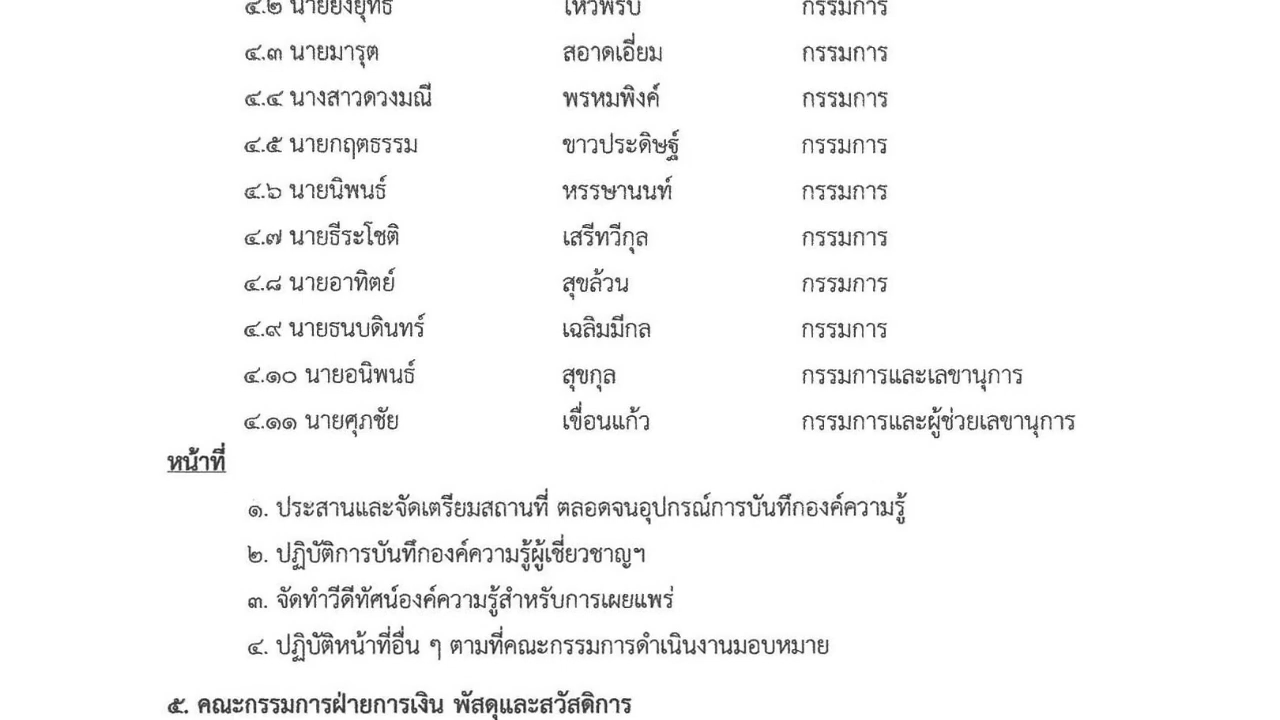 ๔.๒ นายยงยุทธ ไหวพริบ กรรมการ
๔.๓ นายมารุต สอาดเอี่ยม กรรมการ
๔.๔ นางสาวดวงมณี พรหมพิงค์ กรรมการ
๔.๕ นายกฤตธรรม ขาวประดิษฐ์ กรรมการ
๔.๖ นายนิพนธ์ หรรษานนท์ กรรมการ
๔.๗ นายธีระโชติ เสรีทวีกุล กรรมการ
๔.๘ นายอาทิตย์ สุขล้วน กรรมการ
๔.๙ นายธนบดินทร์ เฉลิมมีกล กรรมการ
๔.๑๐ นายอนิพนธ์ สุขกุล กรรมการและเลขานุการ
๔.๑๑ นายศุภชัย เขื่อนแก้ว กรรมการและผู้ช่วยเลขานุการ
หน้าที่
๑. ประสานและจัดเตรียมสถานที่ ตลอดจนอุปกรณ์การบันทึกองค์ความรู้
๒. ปฏิบัติการบันทึกองค์ความรู้ผู้เชี่ยวชาญฯ
๓. จัดทำวีดีทัศน์องค์ความรู้สำหรับการเผยแพร่
๔. ปฏิบัติหน้าที่อื่น ๆ ตามที่คณะกรรมการดำเนินงานมอบหมาย
๕. คณะกรรมการฝ่ายการเงิน พัสดุและสวัสดิการ